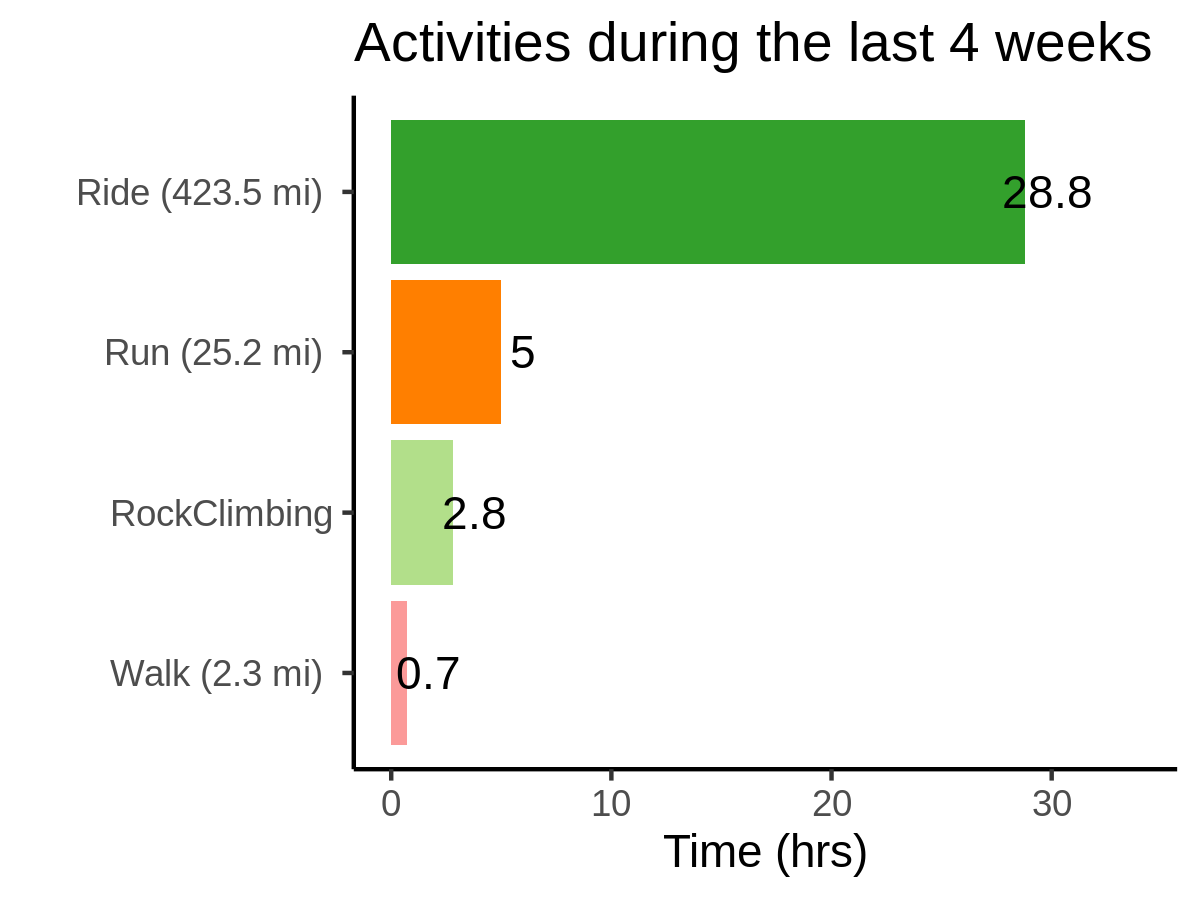 Activities during the last 4 weeks
Ride (423.5 mi)
28.8
Run (25.2 mi)
5
RockClimbing
2.8
Walk (2.3 mi)
0.7
0 10 20 30
Time (hrs)